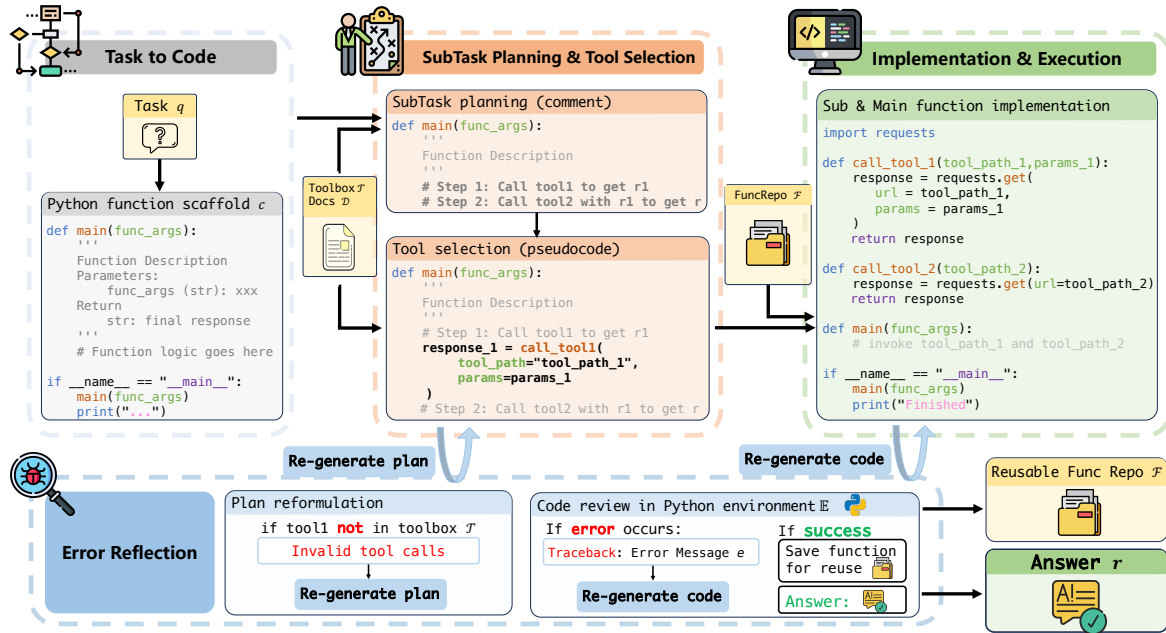 Task to Code
Task q
?
Python function scaffold c
def main(func_args):
'''
Function Description
Parameters:
func_args (str): xxx
Return
str: final response
'''
# Function logic goes here
if __name__ == "__main__":
main(func_args)
print("...")
SubTask Planning & Tool Selection
Toolbox 𝒯
Docs 𝒟
SubTask planning (comment)
def main(func_args):
'''
Function Description
'''
# Step 1: Call tool1 to get r1
# Step 2: Call tool2 with r1 to get r
Tool selection (pseudocode)
def main(func_args):
'''
Function Description
'''
# Step 1: Call tool1 to get r1
response_1 = call_tool1(
tool_path="tool_path_1",
params=params_1
)
# Step 2: Call tool2 with r1 to get r
</>
Implementation & Execution
FuncRepo ℱ
Sub & Main function implementation
import requests
def call_tool_1(tool_path_1,params_1):
response = requests.get(
url = tool_path_1,
params = params_1
)
return response
def call_tool_2(tool_path_2):
response = requests.get(url=tool_path_2)
return response
def main(func_args):
# invoke tool_path_1 and tool_path_2
if __name__ == "__main__":
main(func_args)
print("Finished")
Re-generate plan
Re-generate code
Error Reflection
Plan reformulation
if tool1 not in toolbox 𝒯
Invalid tool calls
Re-generate plan
Code review in Python environment 𝔼
If error occurs:
Traceback: Error Message e
Re-generate code
If success
Save function
for reuse
Answer:
A!
Reusable Func Repo ℱ
Answer r
A!